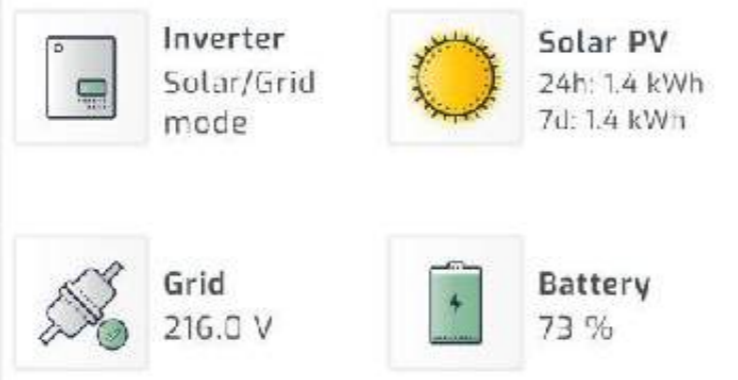 Inverter
Solar/Grid
mode
Solar PV
24h: 1.4 kWh
7d: 1.4 kWh
Grid
216.0 V
Battery
73 %